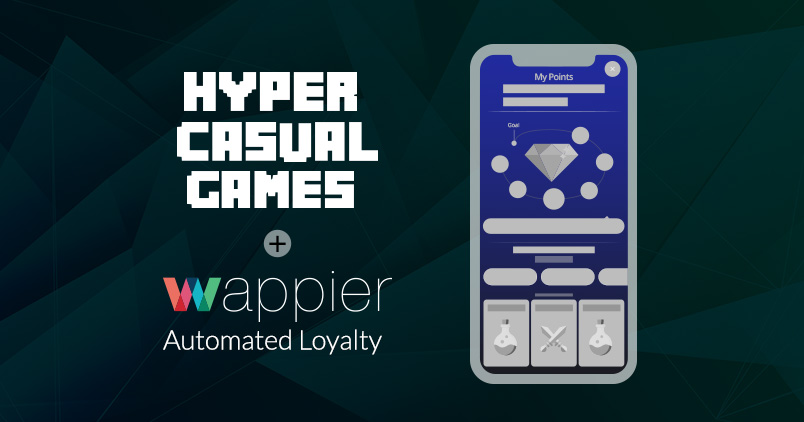 HYPER
CASUAL
GAMES
+
wappier
Automated Loyalty
My Points
Goal